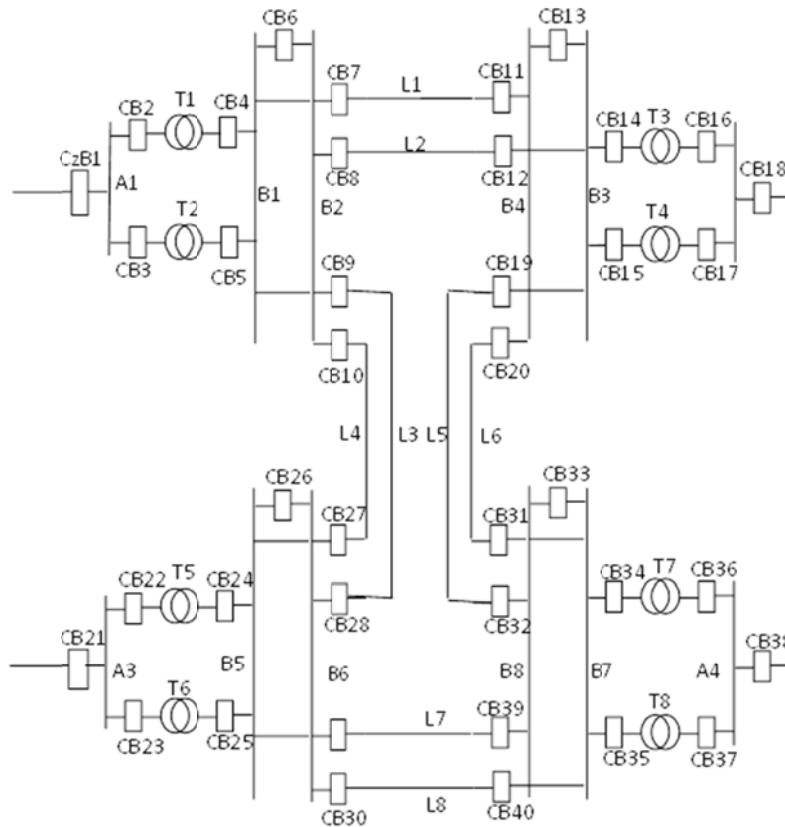 CB6 CB13
CB7 L1 CB11
CB2 T1 CB4 CB14 T3 CB16
L2
CzB1 A1 B1 CB8 CB12 CB18
B2 B4 B3
T2 T4
CB3 CB5 CB9 CB19 CB15 CB17
CB10 CB20
L4 L3 L5 L6
CB26 CB33
CB27 CB31
CB22 T5 CB24 CB34 T7 CB36
CB28 CB32
CB21 A3 B5 B6 B8 B7 A4 CB38
T6 L7 CB39 T8
CB23 CB25 CB35 CB37
CB30 L8 CB40